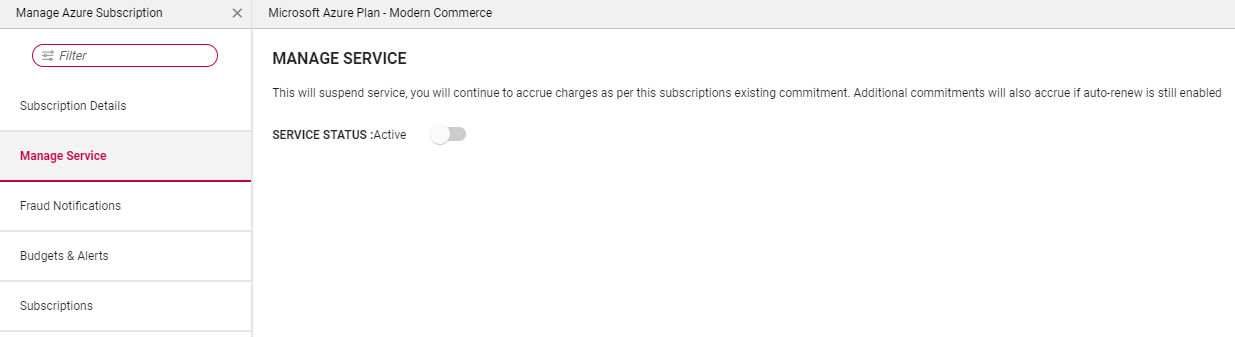 Manage Azure Subscription
Microsoft Azure Plan - Modern Commerce
Filter
Subscription Details
Manage Service
Fraud Notifications
Budgets & Alerts
Subscriptions
MANAGE SERVICE
This will suspend service, you will continue to accrue charges as per this subscriptions existing commitment. Additional commitments will also accrue if auto-renew is still enabled
SERVICE STATUS :Active